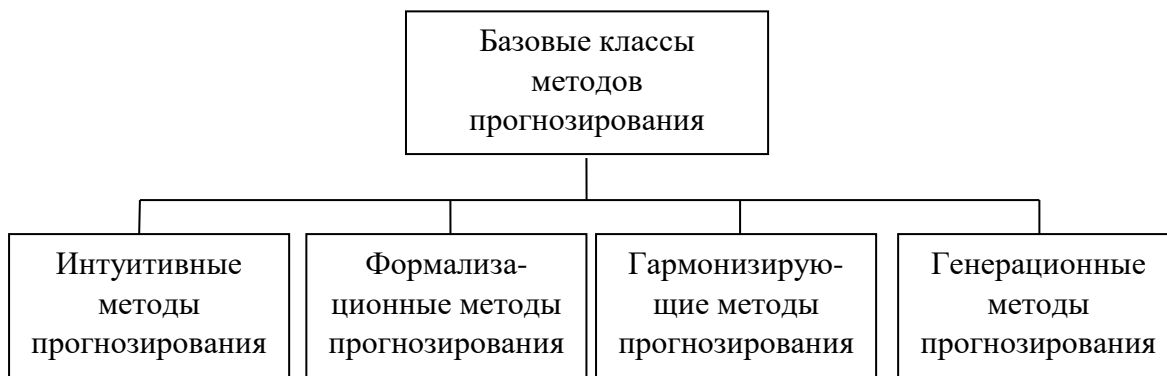 Базовые классы
методов
прогнозирования
Интуитивные
методы
прогнозирования
Формализа-
ционные методы
прогнозирования
Гармонизирую-
щие методы
прогнозирования
Генерационные
методы
прогнозирования